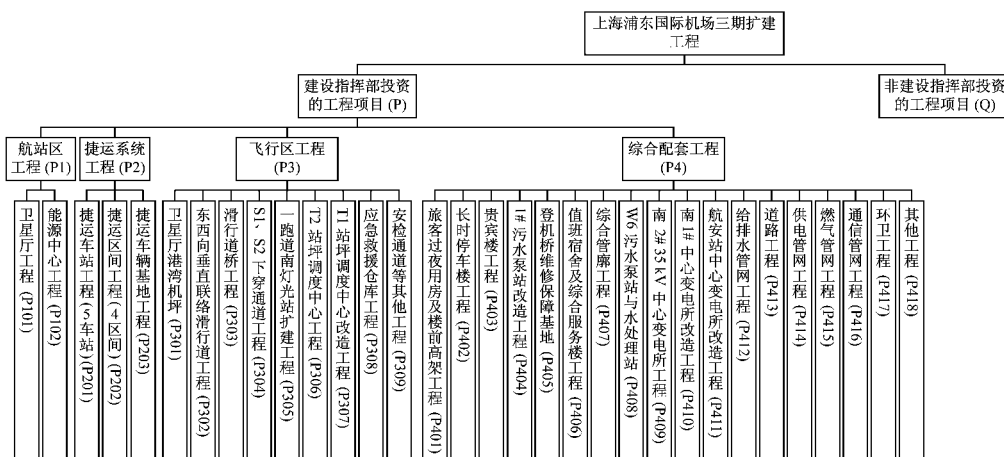 上海浦东国际机场三期扩建
工程
建设指挥部投资
的工程项目 (P)
非建设指挥部投资
的工程项目 (Q)
航站区
工程 (P1)
捷运系统
工程 (P2)
飞行区工程
(P3)
综合配套工程
(P4)
卫星厅工程 (P101)
能源中心工程 (P102)
捷运车站工程 (5车站)(P201)
捷运区间工程 (4区间) (P202)
捷运车辆基地工程 (P203)
卫星厅港湾机坪 (P301)
东西向垂直联络滑行道工程 (P302)
滑行道桥工程 (P303)
S1、S2下穿通道工程 (P304)
一跑道南灯光站扩建工程 (P305)
T2站坪调度中心工程 (P306)
T1站坪调度中心改造工程 (P307)
应急救援仓库工程 (P308)
安检通道等其他工程 (P309)
旅客过夜用房及楼前高架工程 (P401)
长时停车楼工程 (P402)
贵宾楼工程 (P403)
1#污水泵站改造工程 (P404)
登机桥维修保障基地 (P405)
值班宿舍及综合服务楼工程 (P406)
综合管廊工程 (P407)
W6污水泵站与水处理站 (P408)
南2#35 kV中心变电所工程 (P409)
南1#中心变电所改造工程 (P410)
航安站中心变电所改造工程 (P411)
给排水管网工程 (P412)
道路工程 (P413)
供电管网工程 (P414)
燃气管工程 (P415)
通信管工程 (P416)
环卫工程 (P417)
其他工程 (P418)